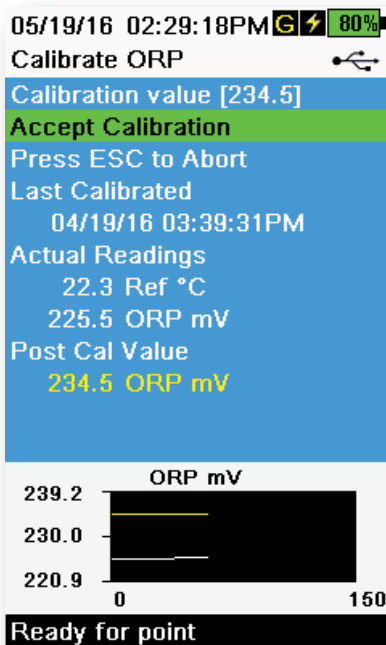 05/19/16 02:29:18PM G 80%
Calibrate ORP
Calibration value [234.5]
Accept Calibration
Press ESC to Abort
Last Calibrated
04/19/16 03:39:31PM
Actual Readings
22.3 Ref °C
225.5 ORP mV
Post Cal Value
234.5 ORP mV
ORP mV
239.2
230.0
220.9
0 150
Ready for point